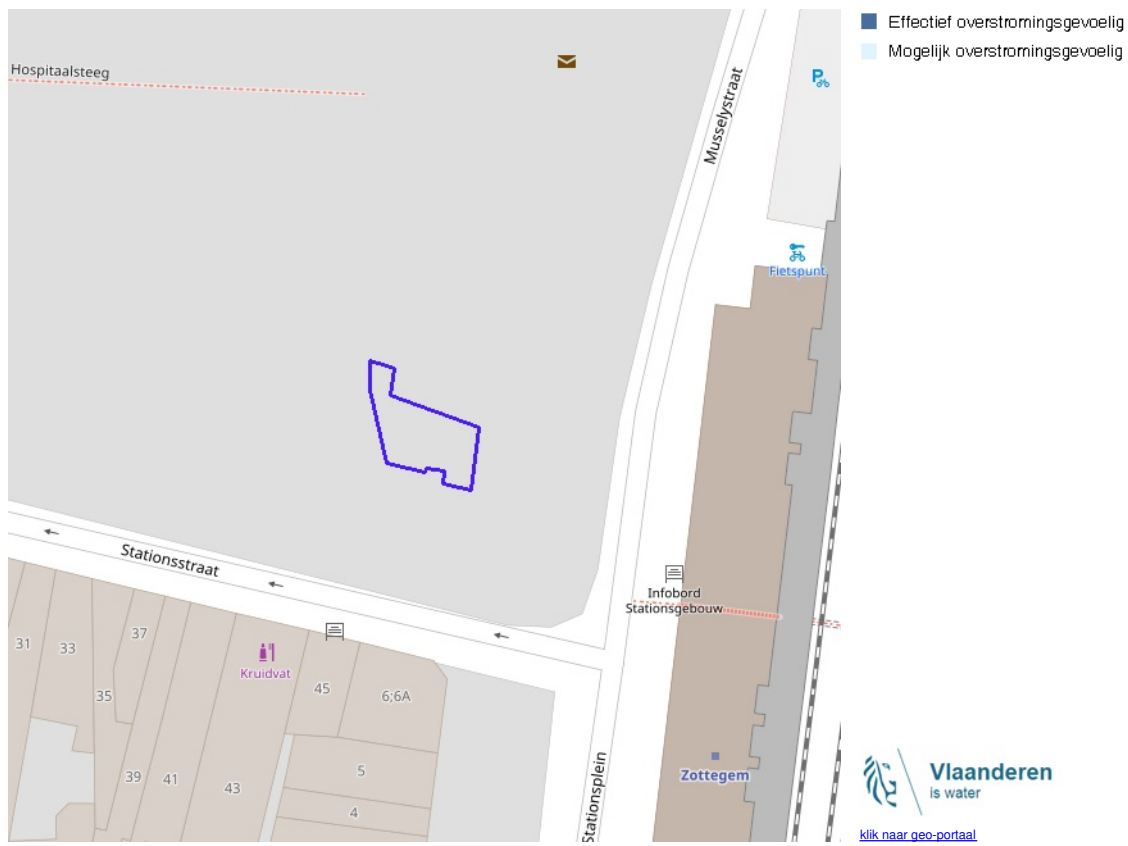 Effectief overstromingsgevoelig
Mogelijk overstromingsgevoelig
Hospitaalsteeg
P
Musselystraat
Fietspunt
Stationsstraat
Infobord
Stationsgebouw
31
33
35
37
39
41
43
Kruidvat
45
6;6A
5
4
Stationsplein
Zottegem
Vlaanderen
is water
klik naar geo-portaal